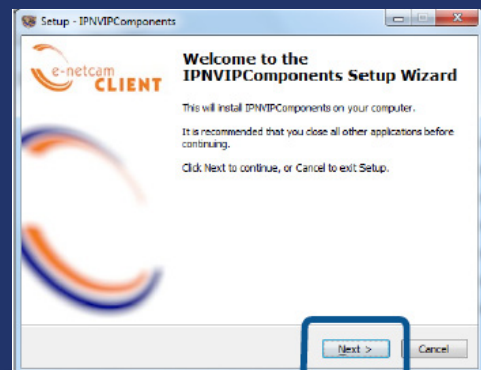 Setup - IPNVIPComponents
e-netcam
CLIENT
Welcome to the
IPNVIPComponents Setup Wizard
This will install IPNVIPComponents on your computer.
It is recommended that you close all other applications before
continuing.
Click Next to continue, or Cancel to exit Setup.
Next >
Cancel